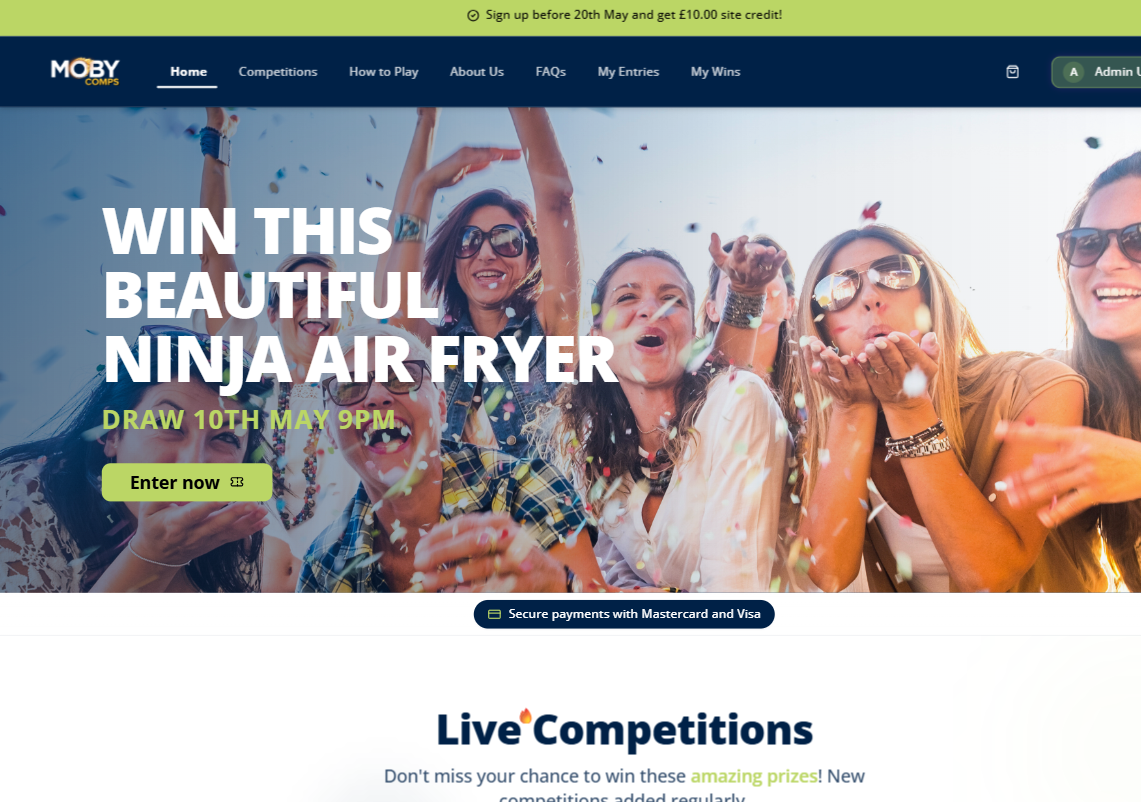 Sign up before 20th May and get £10.00 site credit!
MOBY
COMPS
Home
Competitions
How to Play
About Us
FAQs
My Entries
My Wins
A
Admin
WIN THIS
BEAUTIFUL
NINJA AIR FRYER
DRAW 10TH MAY 9PM
Enter now
Secure payments with Mastercard and Visa
Live Competitions
Don't miss your chance to win these amazing prizes! New
competitions added regularly